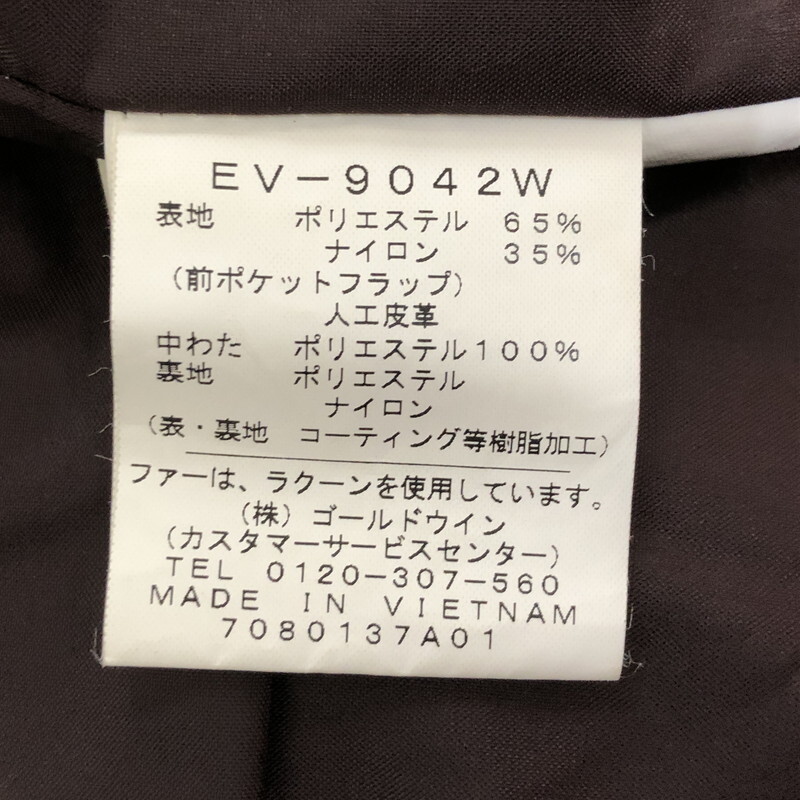 EV－9042W
表地 ポリエステル 65%
ナイロン 35%
(前ポケットフラップ)
人工皮革
中わた ポリエステル100%
裏地 ポリエステル
ナイロン
(表・裏地 コーティング等樹脂加工)
ファーは、ラクーンを使用しています。
(株) ゴールドウイン
(カスタマーサービスセンター)
TEL 0120-307-560
MADE IN VIETNAM
7080137A01